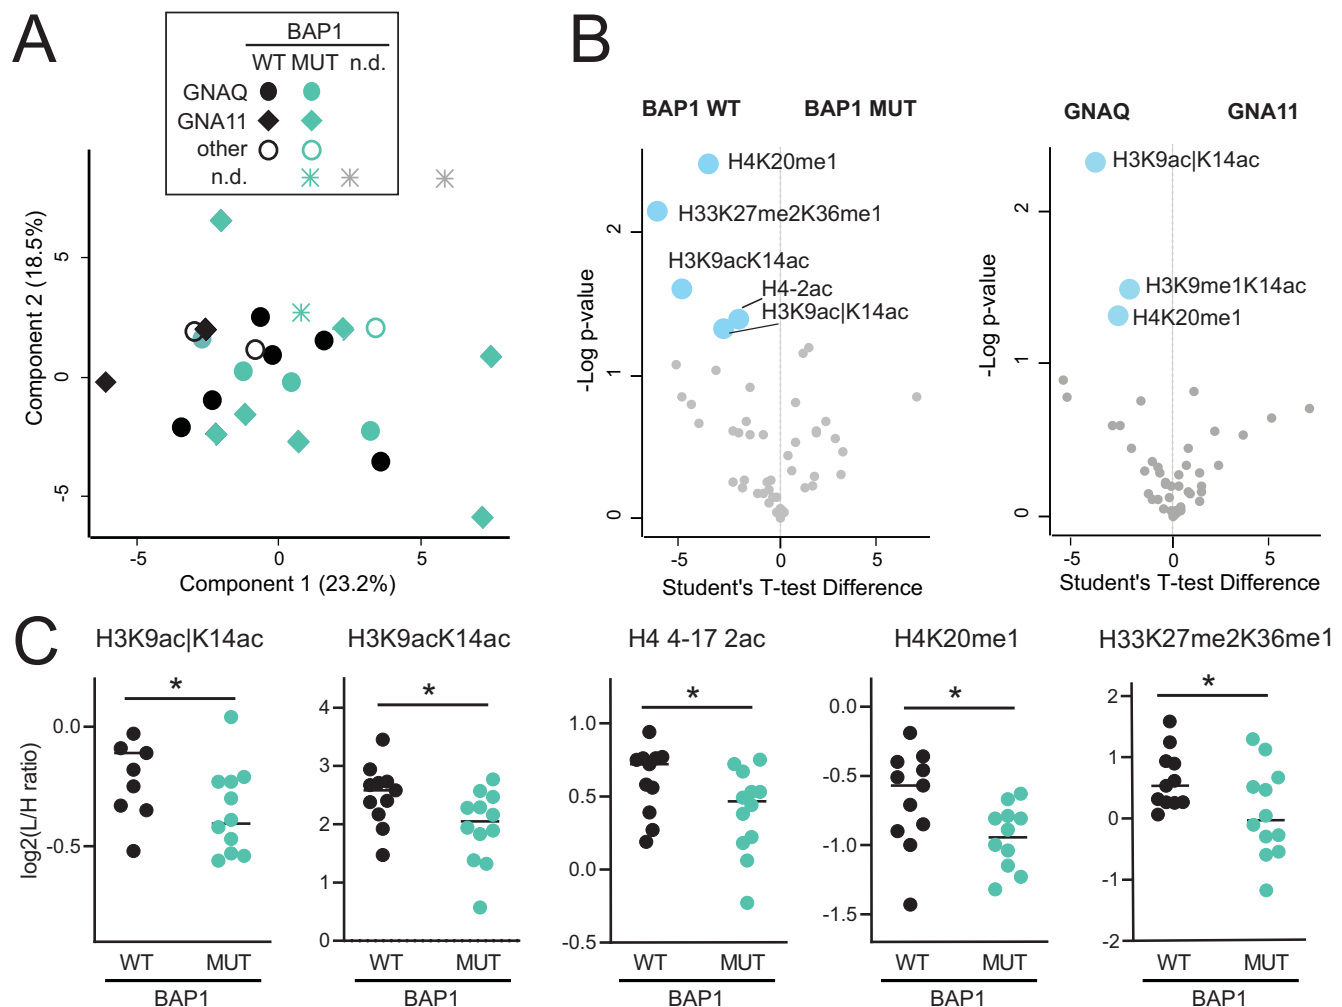 A
BAP1
WT MUT n.d.
GNAQ
GNA11
other
n.d.
Component 2 (18.5%)
5
0
-5
-5 0 5
Component 1 (23.2%)
B
BAP1 WT BAP1 MUT
H4K20me1
H33K27me2K36me1
H3K9acK14ac
H4-2ac
H3K9ac|K14ac
-Log p-value
2
1
0
-5 0 5
Student's T-test Difference
GNAQ GNA11
H3K9ac|K14ac
H3K9me1K14ac
H4K20me1
-Log p-value
2
1
0
-5 0 5
Student's T-test Difference
C
H3K9ac|K14ac
*
log2(L/H ratio)
0.0
-0.5
WT MUT
BAP1
H3K9acK14ac
*
4
3
2
1
0
WT MUT
BAP1
H4 4-17 2ac
*
1.0
0.5
0.0
-0.5
WT MUT
BAP1
H4K20me1
*
0.0
-0.5
-1.0
-1.5
WT MUT
BAP1
H33K27me2K36me1
*
2
1
0
-1
-2
WT MUT
BAP1